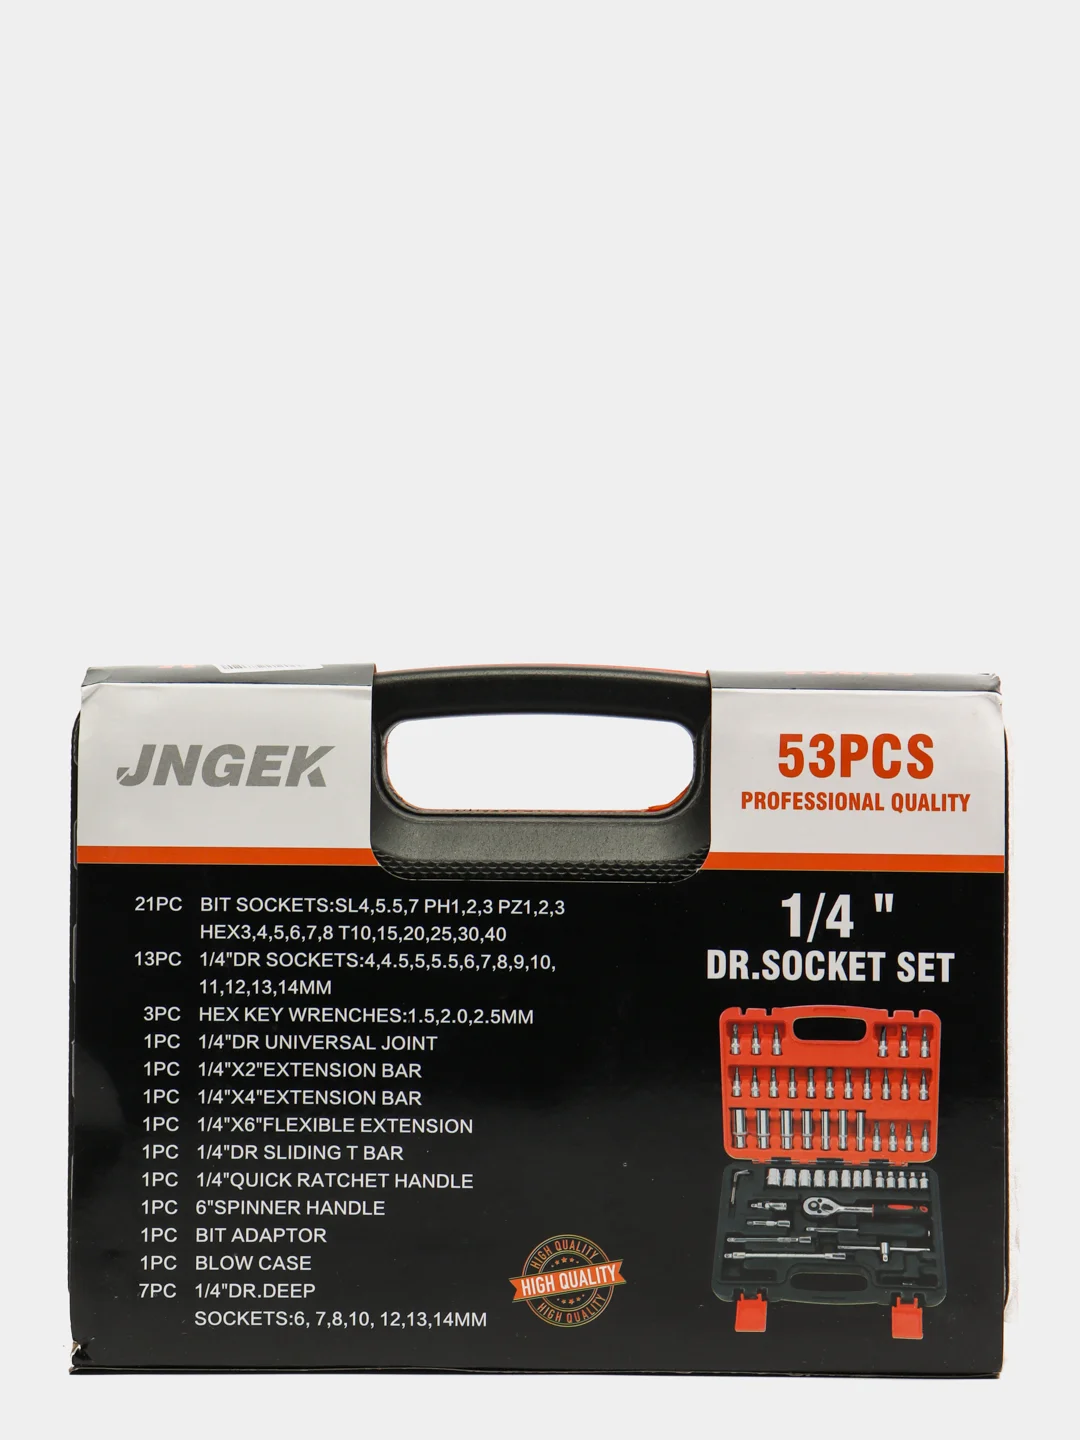 JNGEK
53PCS
PROFESSIONAL QUALITY
21PC BIT SOCKETS:SL4,5.5,7 PH1,2,3 PZ1,2,3
HEX3,4,5,6,7,8 T10,15,20,25,30,40
13PC 1/4"DR SOCKETS:4,4.5,5,5.5,6,7,8,9,10,
11,12,13,14MM
3PC HEX KEY WRENCHES:1.5,2.0,2.5MM
1PC 1/4"DR UNIVERSAL JOINT
1PC 1/4"X2"EXTENSION BAR
1PC 1/4"X4"EXTENSION BAR
1PC 1/4"X6"FLEXIBLE EXTENSION
1PC 1/4"DR SLIDING T BAR
1PC 1/4"QUICK RATCHET HANDLE
1PC 6"SPINNER HANDLE
1PC BIT ADAPTOR
1PC BLOW CASE
7PC 1/4"DR.DEEP
SOCKETS:6, 7,8,10, 12,13,14MM
1/4 "
DR.SOCKET SET
HIGH QUALITY
HIGH QUALITY
HIGH QUALITY